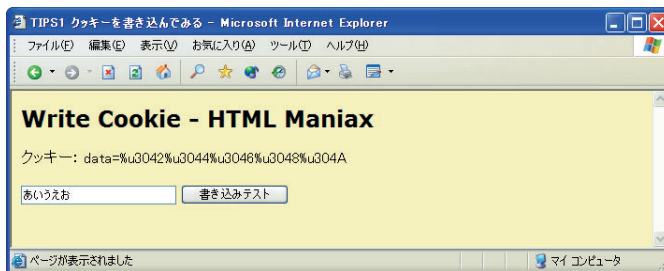 TIPS1 クッキーを書き込んでみる - Microsoft Internet Explorer
ファイル(F) 編集(E) 表示(V) お気に入り(A) ツール(T) ヘルプ(H)
Write Cookie - HTML Maniax
クッキー: data=%u3042%u3044%u3046%u3048%u304A
あいうえお 書き込みテスト
ページが表示されました マイ コンピュータ